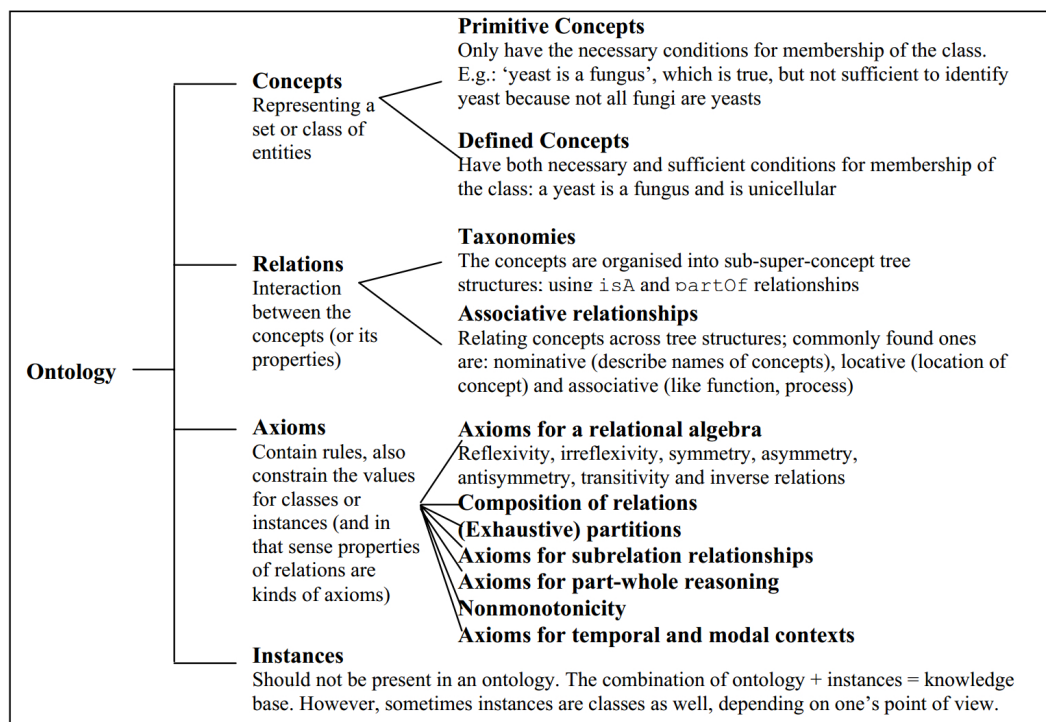 Primitive Concepts
Only have the necessary conditions for membership of the class.
E.g.: ‘yeast is a fungus’, which is true, but not sufficient to identify
yeast because not all fungi are yeasts
Concepts
Representing a
set or class of
entities
Defined Concepts
Have both necessary and sufficient conditions for membership of
the class: a yeast is a fungus and is unicellular
Taxonomies
The concepts are organised into sub-super-concept tree
structures: using isA and partOf relationships
Relations
Interaction
between the
concepts (or its
properties)
Associative relationships
Relating concepts across tree structures; commonly found ones
are: nominative (describe names of concepts), locative (location of
concept) and associative (like function, process)
Ontology
Axioms
Contain rules, also
constrain the values
for classes or
instances (and in
that sense properties
of relations are
kinds of axioms)
Axioms for a relational algebra
Reflexivity, irreflexivity, symmetry, asymmetry,
antisymmetry, transitivity and inverse relations
Composition of relations
(Exhaustive) partitions
Axioms for subrelation relationships
Axioms for part-whole reasoning
Nonmonotonicity
Axioms for temporal and modal contexts
Instances
Should not be present in an ontology. The combination of ontology + instances = knowledge
base. However, sometimes instances are classes as well, depending on one’s point of view.